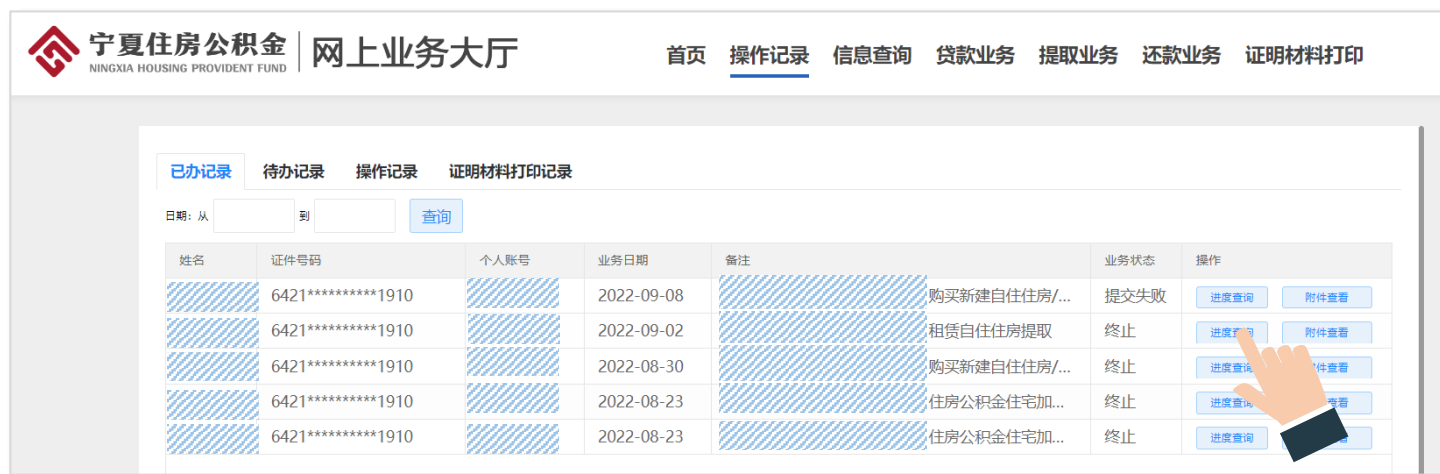 宁夏住房公积金 网上业务大厅 首页 操作记录 信息查询 贷款业务 提取业务 还款业务 证明材料打印
NINGXIA HOUSING PROVIDENT FUND
已办记录 待办记录 操作记录 证明材料打印记录
日期：从 到 查询
姓名 证件号码 个人账号 业务日期 备注 业务状态 操作
6421**********1910 2022-09-08 购买新建自住住房/... 提交失败 进度查询 附件查看
6421**********1910 2022-09-02 租赁自住住房提取 终止 进度查询 附件查看
6421**********1910 2022-08-30 购买新建自住住房/... 终止 进度查询 件查看
6421**********1910 2022-08-23 住房公积金住宅加... 终止 进度查询 查看
6421**********1910 2022-08-23 住房公积金住宅加... 终止 进度查询